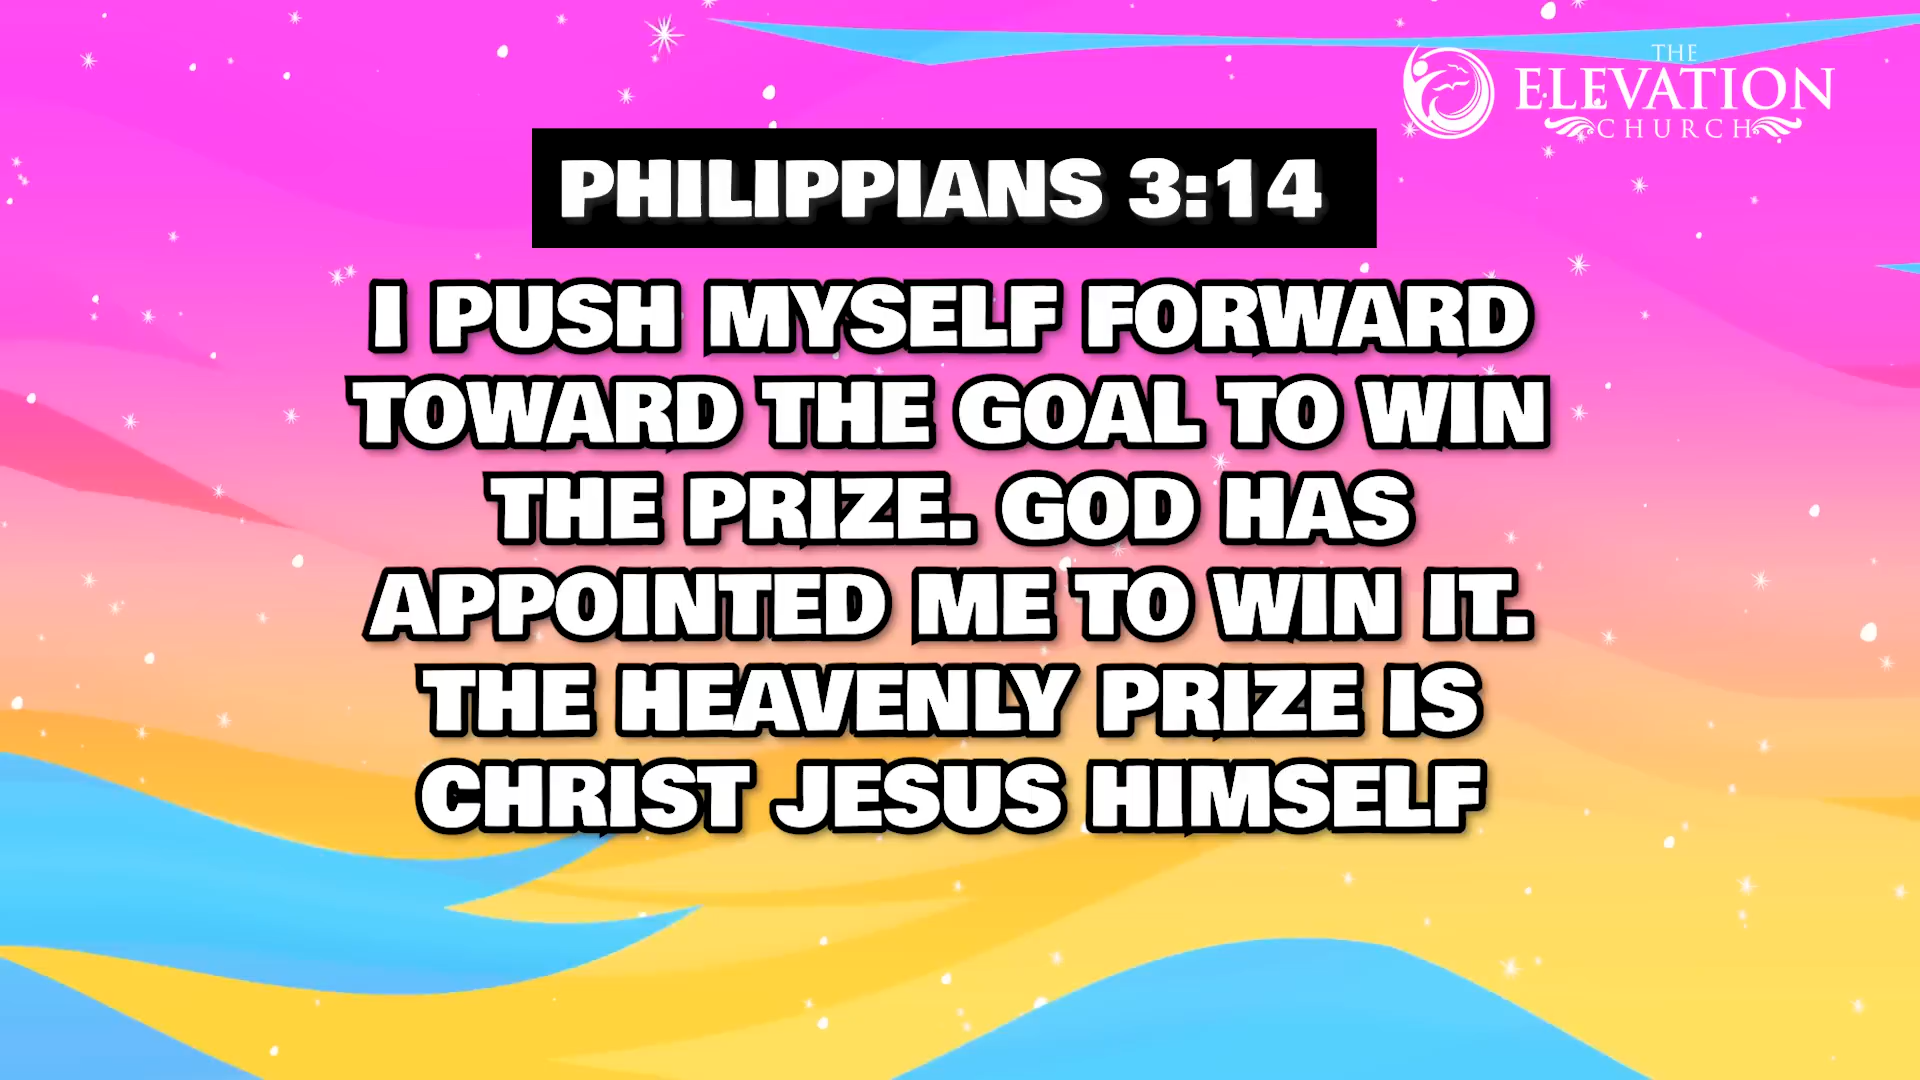 THE
ELEVATION
CHURCH
PHILIPPIANS 3:14
I PUSH MYSELF FORWARD
TOWARD THE GOAL TO WIN
THE PRIZE. GOD HAS
APPOINTED ME TO WIN IT.
THE HEAVENLY PRIZE IS
CHRIST JESUS HIMSELF